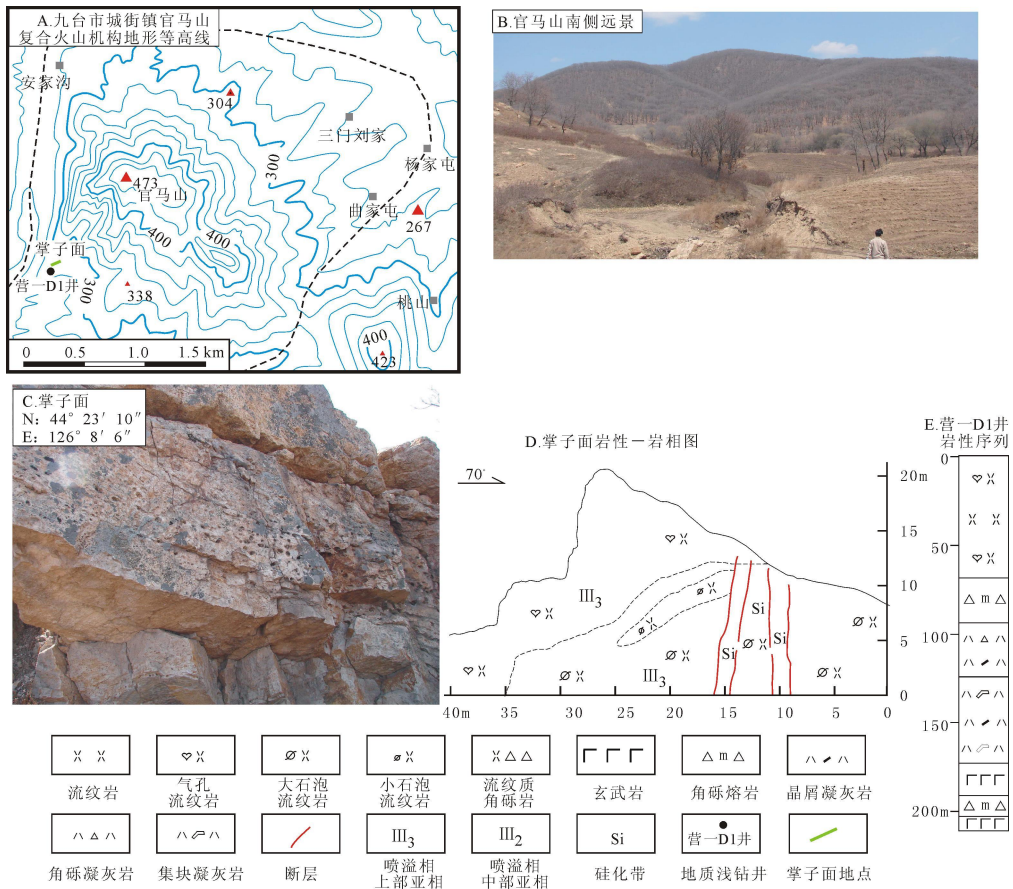 A.九台市城街镇官马山
复合火山机构地形等高线
安家沟
304
三门刘家
杨家屯
300
473
官马山
曲家屯
267
400
400
掌子面
营一D1井
300
338
桃山
400
423
0 0.5 1.0 1.5 km
B.官马山南侧远景
C.掌子面
N: 44° 23′ 10″
E: 126° 8′ 6″
D.掌子面岩性－岩相图
70°
20m
15
10
5
0
III3
III3
Si
Si
Si
40m 35 30 25 20 15 10 5 0
E.营一D1井
岩性序列
0
50
m
100
150
200m
m
流纹岩
气孔
流纹岩
大石泡
流纹岩
小石泡
流纹岩
流纹质
角砾岩
玄武岩
m
角砾熔岩
晶屑凝灰岩
角砾凝灰岩
集块凝灰岩
断层
III3
喷溢相
上部亚相
III2
喷溢相
中部亚相
Si
硅化带
营一D1井
地质浅钻井
掌子面地点